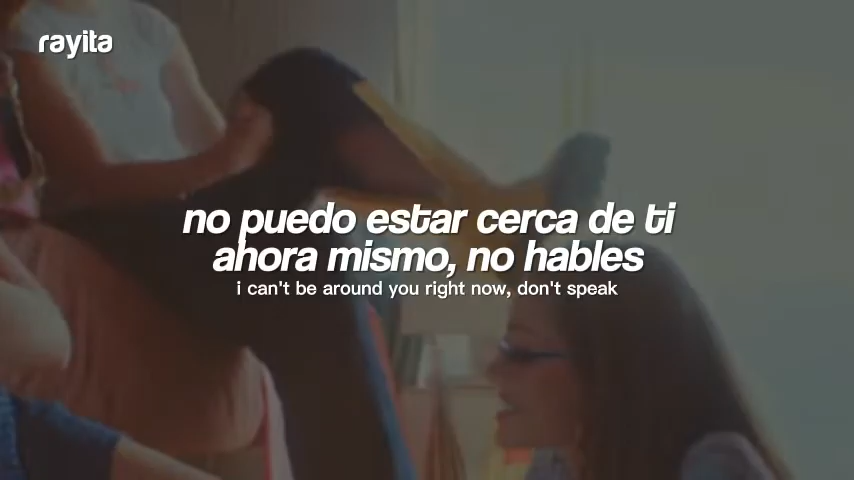 rayita
no puedo estar cerca de ti
ahora mismo, no hables
i can't be around you right now, don't speak